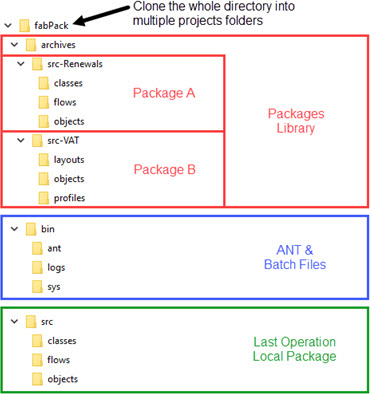 Clone the whole directory into
multiple projects folders
fabPack
archives
src-Renewals
classes
flows
objects
Package A
src-VAT
layouts
objects
profiles
Package B
Packages
Library
bin
ant
logs
sys
ANT &
Batch Files
src
classes
flows
objects
Last Operation
Local Package